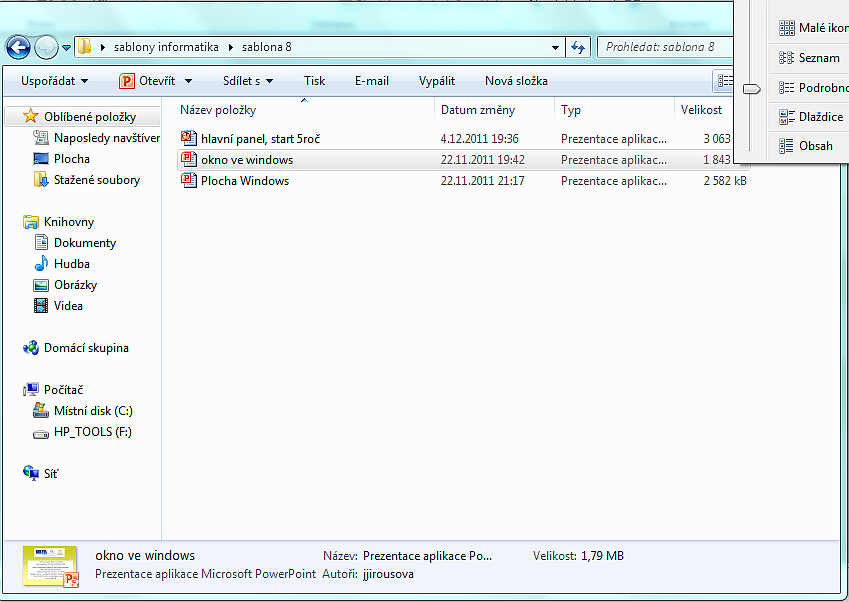 sablony informatika sablona 8 Prohledat: sablona 8
Uspořádat Otevřít Sdílet s Tisk E-mail Vypálit Nová složka
Malé ikon
Seznam
Podrobno
Dlaždice
Obsah
Název položky Datum změny Typ Velikost
hlavní panel, start 5roč 4.12.2011 19:36 Prezentace aplikac... 3 063
okno ve windows 22.11.2011 19:42 Prezentace aplikac... 1 843
Plocha Windows 22.11.2011 21:17 Prezentace aplikac... 2 582 kB
Oblíbené položky
Naposledy navštíven
Plocha
Stažené soubory
Knihovny
Dokumenty
Hudba
Obrázky
Videa
Domácí skupina
Počítač
Místní disk (C:)
HP_TOOLS (F:)
Síť
okno ve windows Název: Prezentace aplikace Po... Velikost: 1,79 MB
Prezentace aplikace Microsoft PowerPoint Autoři: jjirousova